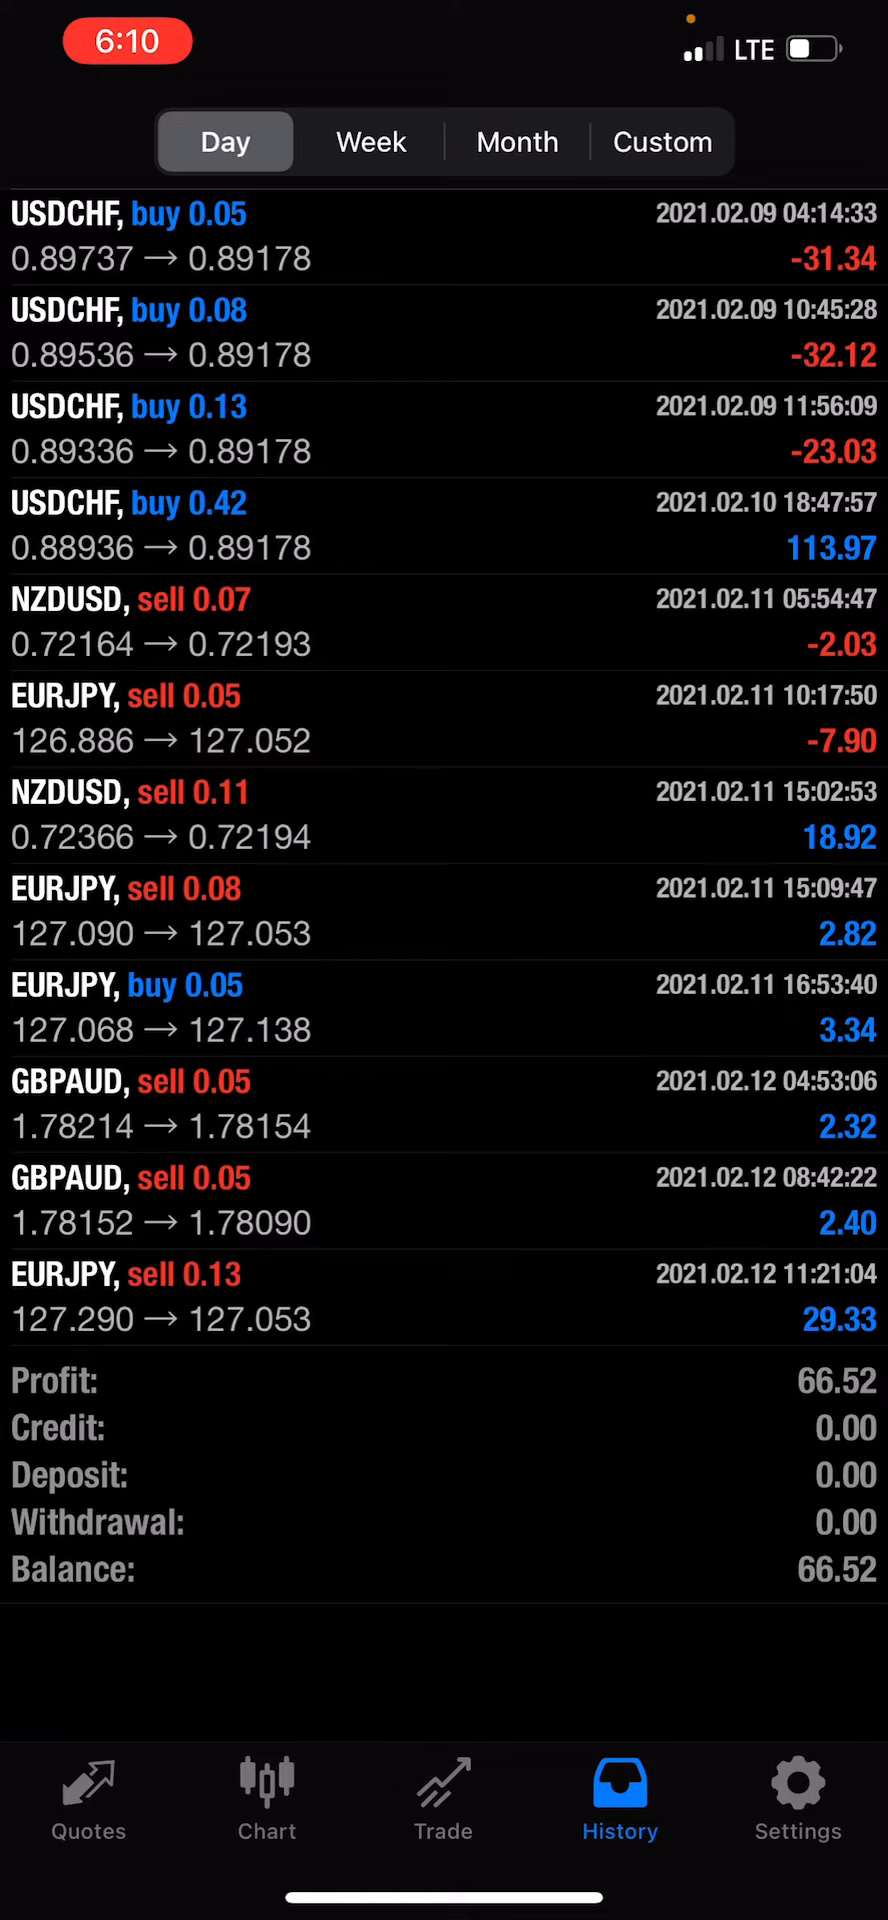 6:10 LTE
Day Week Month Custom
USDCHF, buy 0.05 2021.02.09 04:14:33
0.89737 → 0.89178 -31.34
USDCHF, buy 0.08 2021.02.09 10:45:28
0.89536 → 0.89178 -32.12
USDCHF, buy 0.13 2021.02.09 11:56:09
0.89336 → 0.89178 -23.03
USDCHF, buy 0.42 2021.02.10 18:47:57
0.88936 → 0.89178 113.97
NZDUSD, sell 0.07 2021.02.11 05:54:47
0.72164 → 0.72193 -2.03
EURJPY, sell 0.05 2021.02.11 10:17:50
126.886 → 127.052 -7.90
NZDUSD, sell 0.11 2021.02.11 15:02:53
0.72366 → 0.72194 18.92
EURJPY, sell 0.08 2021.02.11 15:09:47
127.090 → 127.053 2.82
EURJPY, buy 0.05 2021.02.11 16:53:40
127.068 → 127.138 3.34
GBPAUD, sell 0.05 2021.02.12 04:53:06
1.78214 → 1.78154 2.32
GBPAUD, sell 0.05 2021.02.12 08:42:22
1.78152 → 1.78090 2.40
EURJPY, sell 0.13 2021.02.12 11:21:04
127.290 → 127.053 29.33
Profit: 66.52
Credit: 0.00
Deposit: 0.00
Withdrawal: 0.00
Balance: 66.52
Quotes Chart Trade History Settings